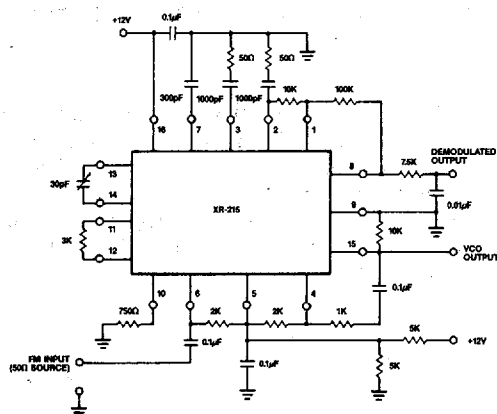 0.1μF
+12V
50Ω 50Ω
300pF 1000pF 1000pF 10K 100K
16 7 3 2 1
13 8 7.5K DEMODULATED OUTPUT
30pF
14 0.01μF
XR-215 9
11 10K
3K
12 15 VCO OUTPUT
10 6 5 4 0.1μF
750Ω 2K 2K 1K
FM INPUT
(50Ω SOURCE)
0.1μF 0.1μF 5K +12V
5K